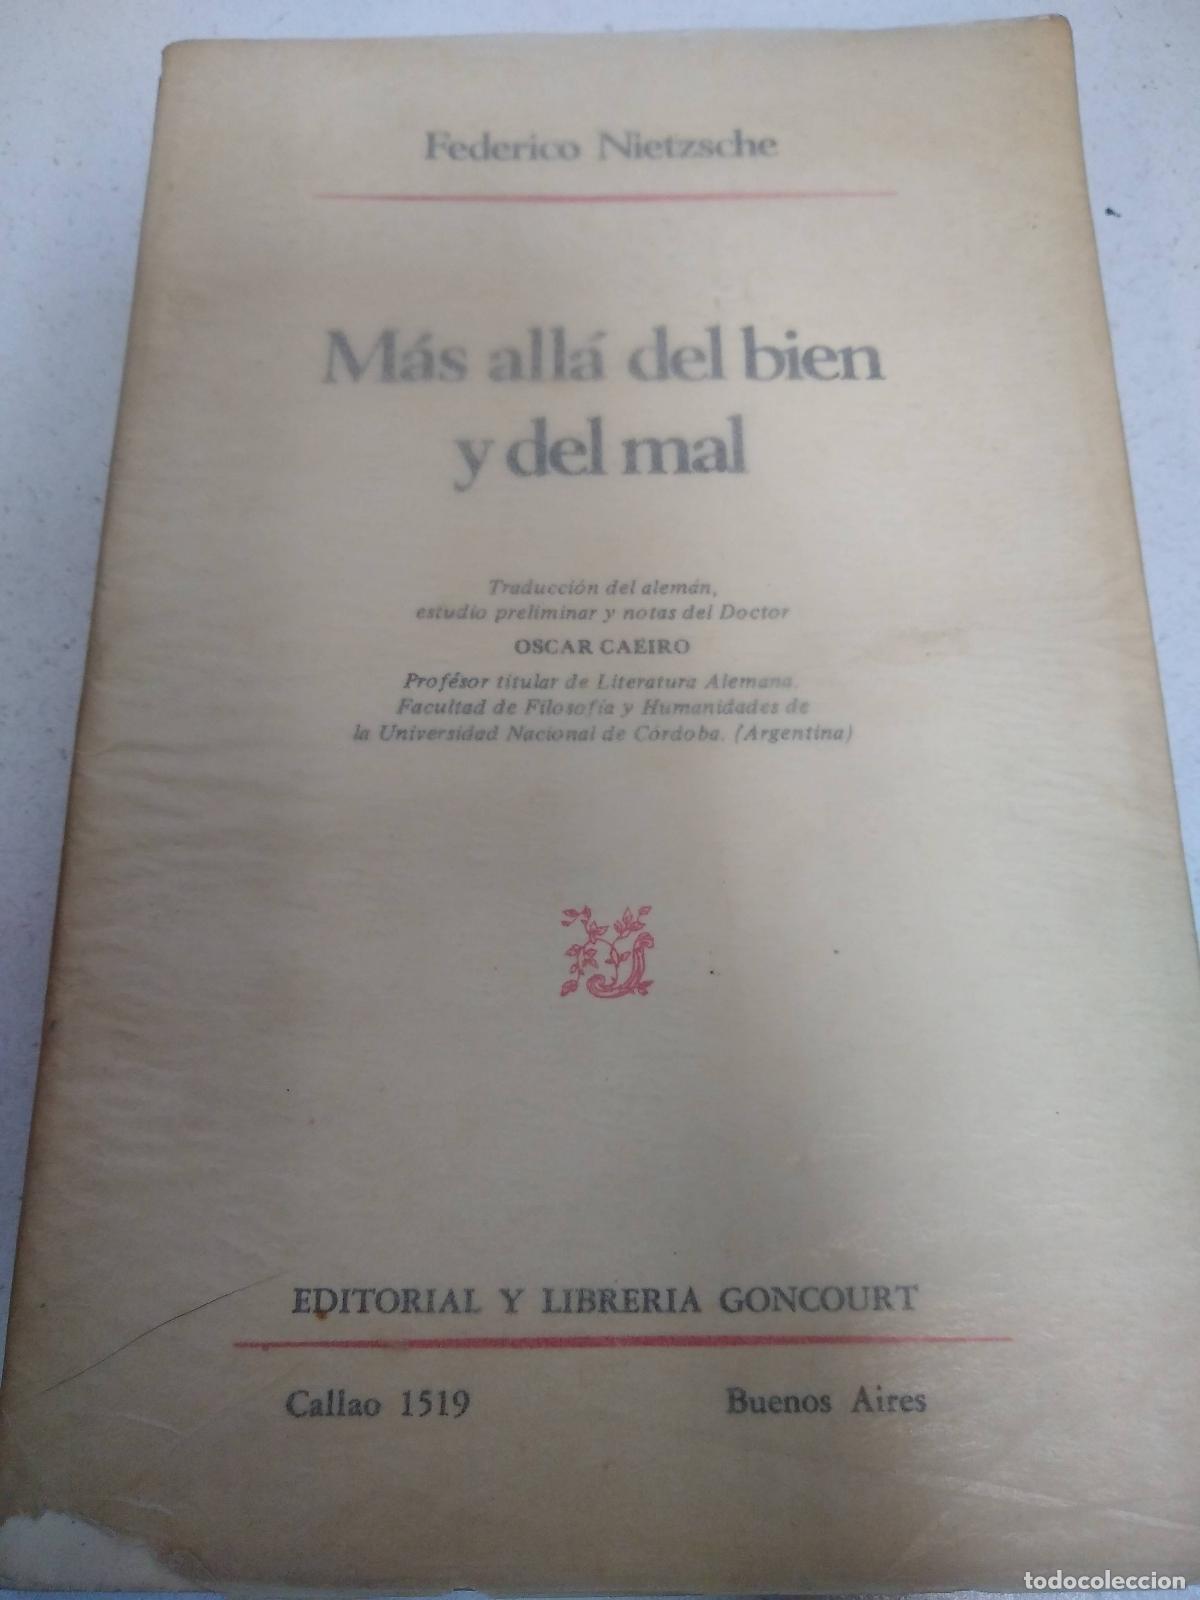 Federico Nietzsche
Más allá del bien
y del mal
Traducción del alemán,
estudio preliminar y notas del Doctor
OSCAR CAEIRO
Profésor titular de Literatura Alemana.
Facultad de Filosofía y Humanidades de
la Universidad Nacional de Córdoba. (Argentina)
EDITORIAL Y LIBRERIA GONCOURT
Callao 1519 Buenos Aires
todocoleccion